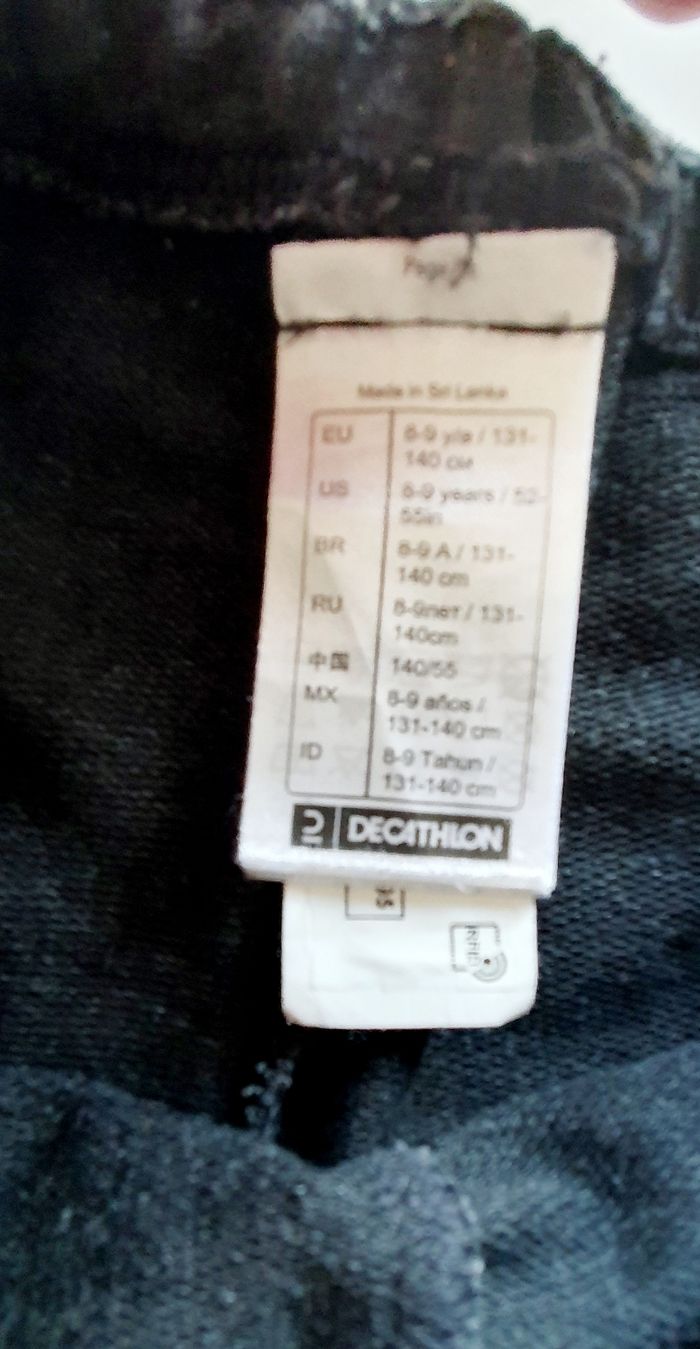 Made in Sri Lanka
EU 8-9 y/a / 131-
140 см
US 8-9 years / 52-
55in
BR 8-9 A / 131-
140 cm
RU 8-9лет / 131-
140cm
中国 140/55
MX 8-9 años /
131-140 cm
ID 8-9 Tahun /
131-140 cm
DECATHLON
RFID